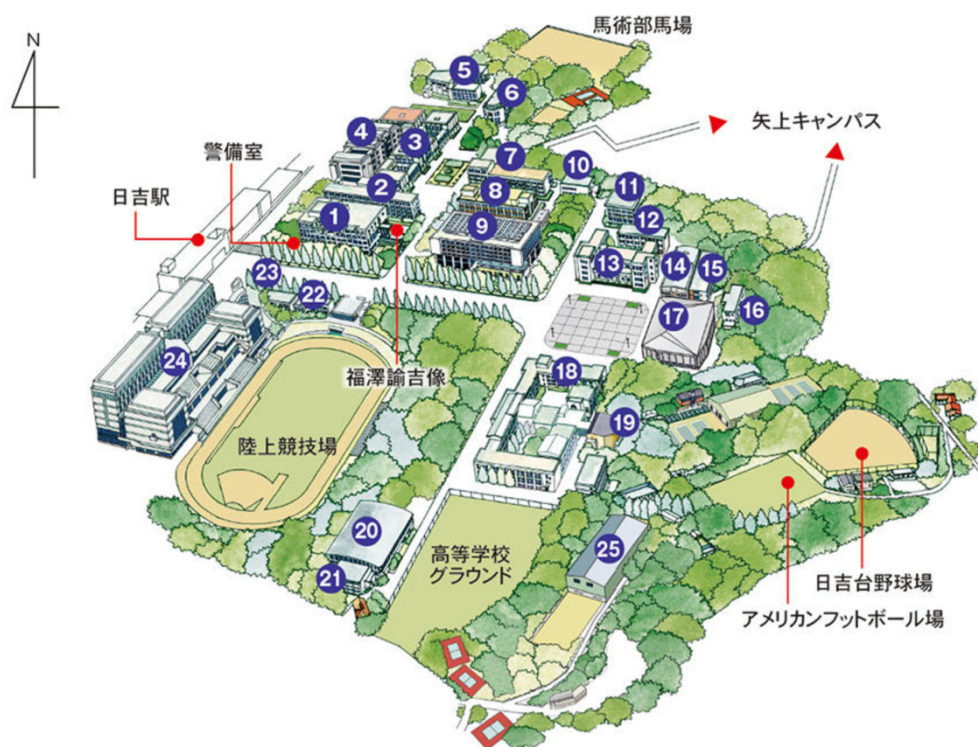 馬術部馬場
N
5
6
4
3
矢上キャンパス
警備室
7
10
日吉駅
2
8
11
1
9
12
13
14
15
23
22
16
17
24
福澤諭吉像
18
19
陸上競技場
20
高等学校
グラウンド
25
21
日吉台野球場
アメリカンフットボール場